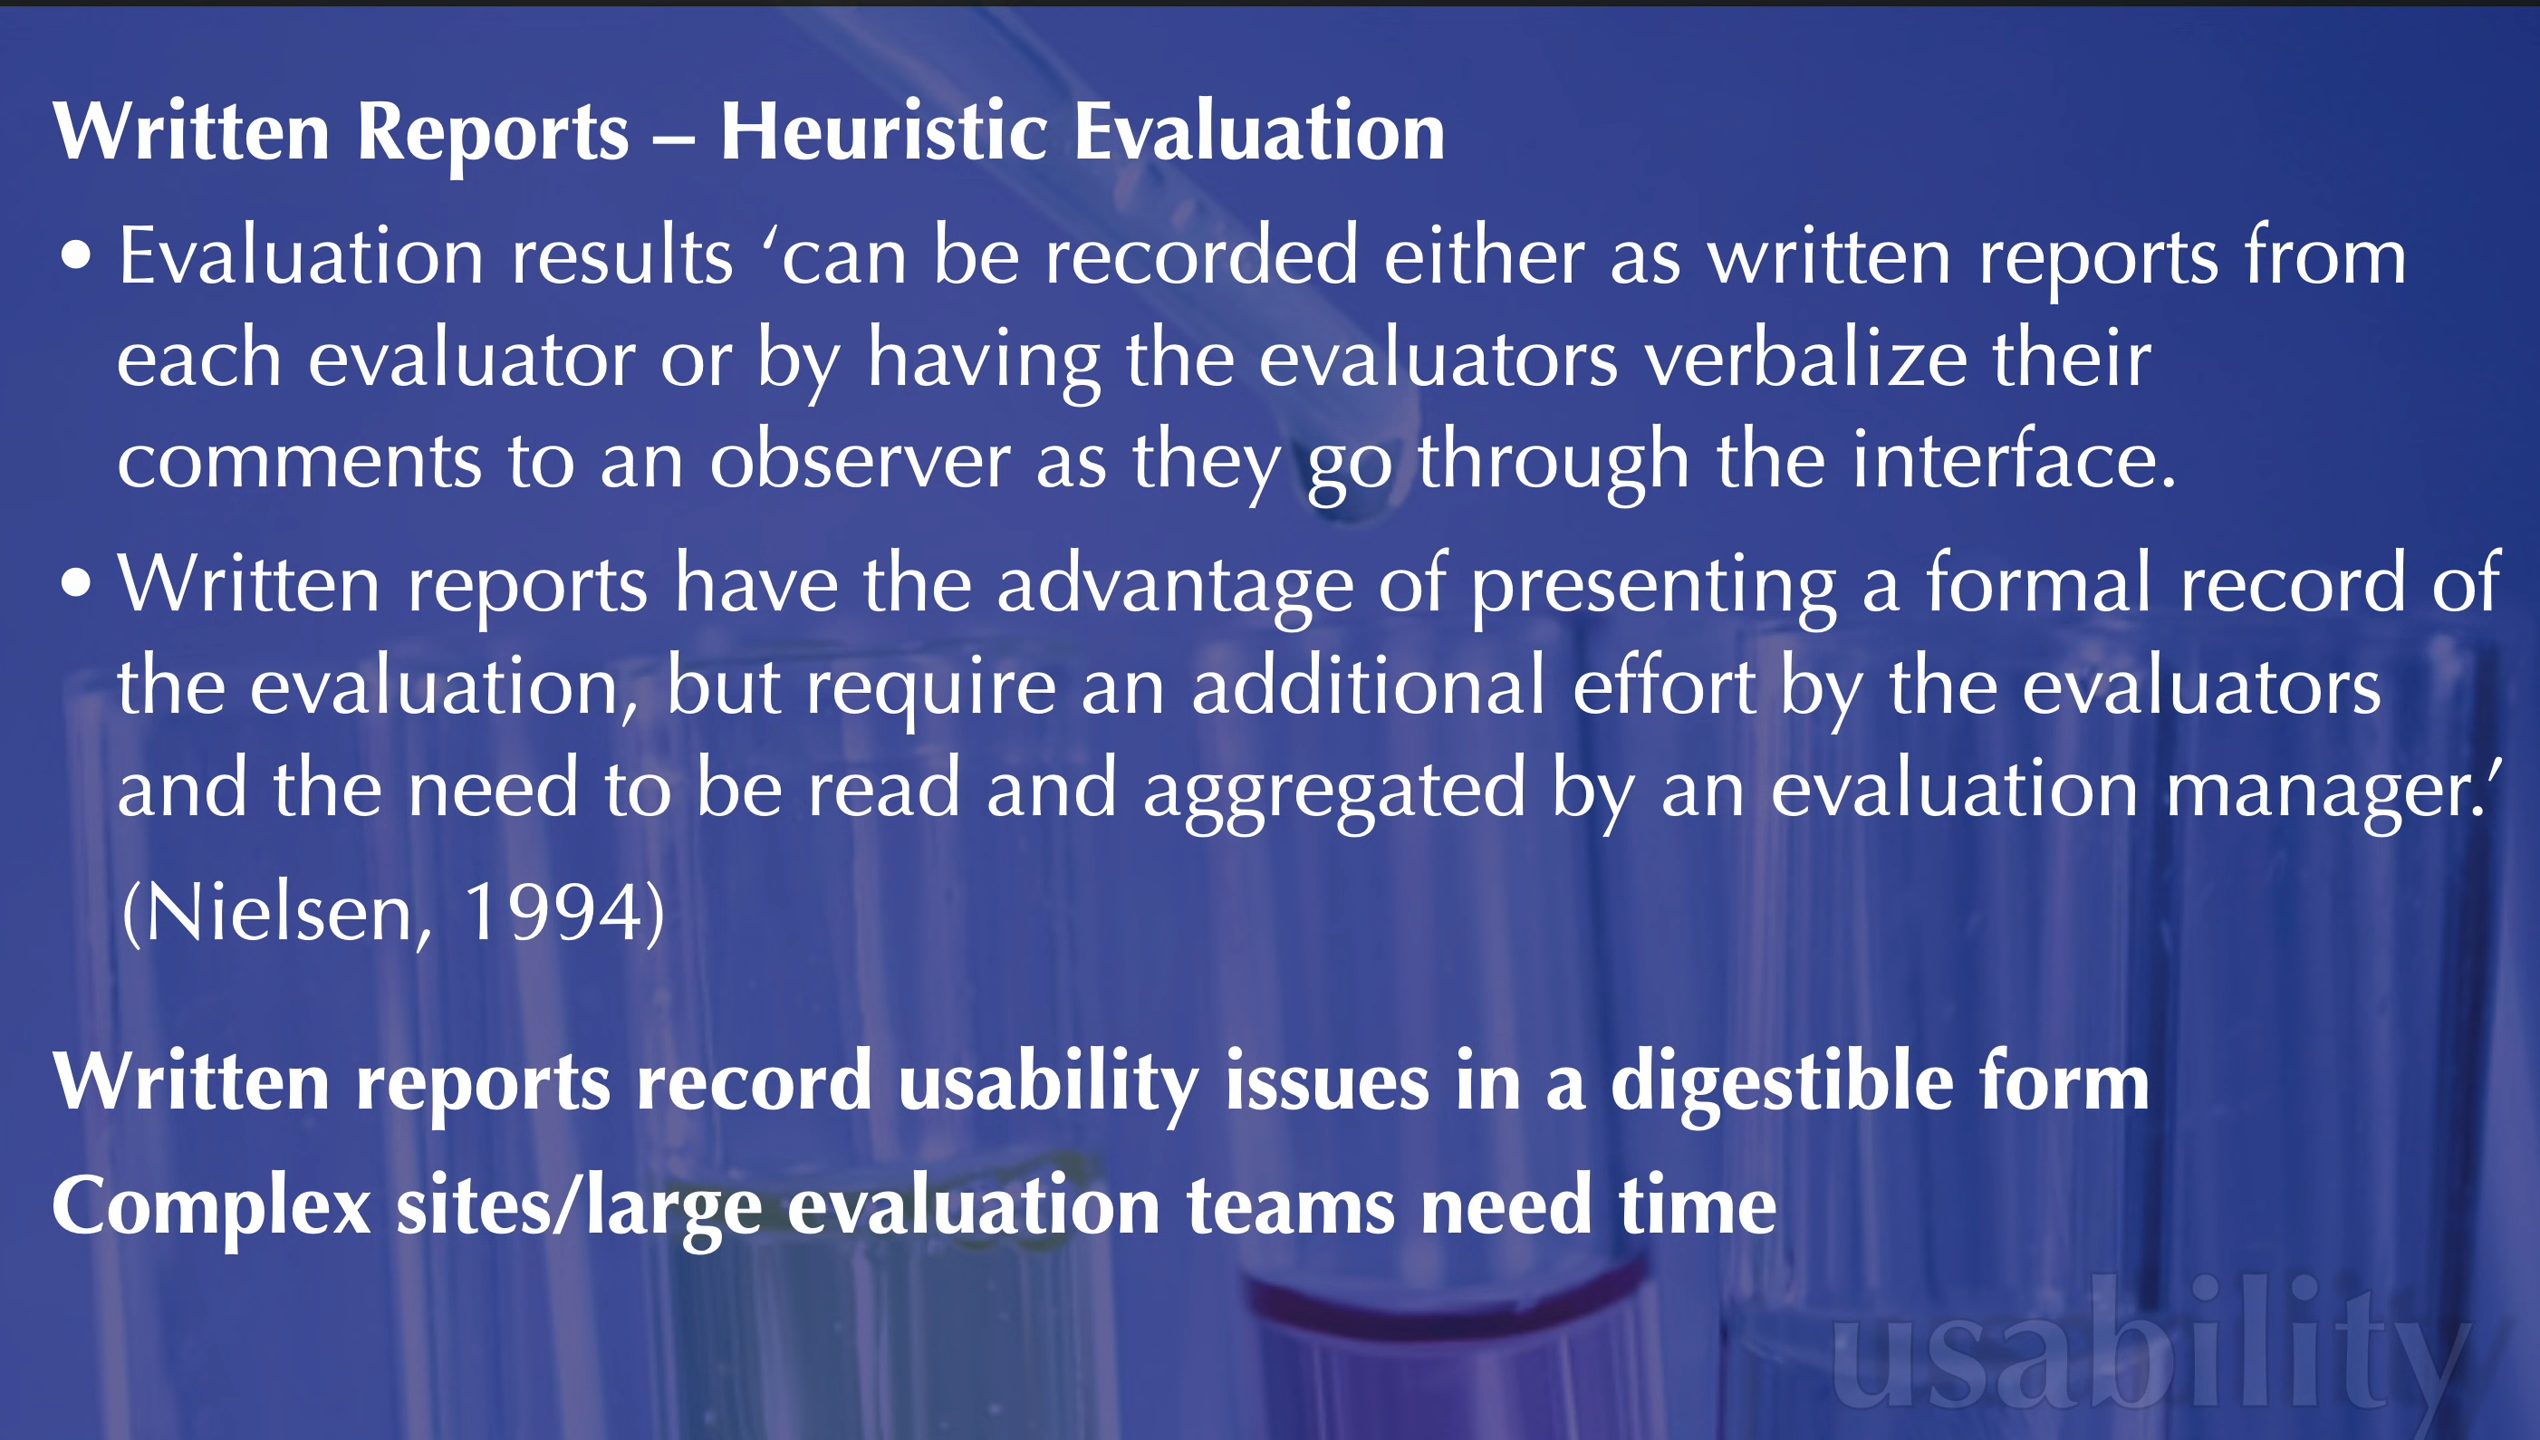 Written Reports – Heuristic Evaluation
• Evaluation results ‘can be recorded either as written reports from
each evaluator or by having the evaluators verbalize their
comments to an observer as they go through the interface.
• Written reports have the advantage of presenting a formal record of
the evaluation, but require an additional effort by the evaluators
and the need to be read and aggregated by an evaluation manager.’
(Nielsen, 1994)
Written reports record usability issues in a digestible form
Complex sites/large evaluation teams need time
usability